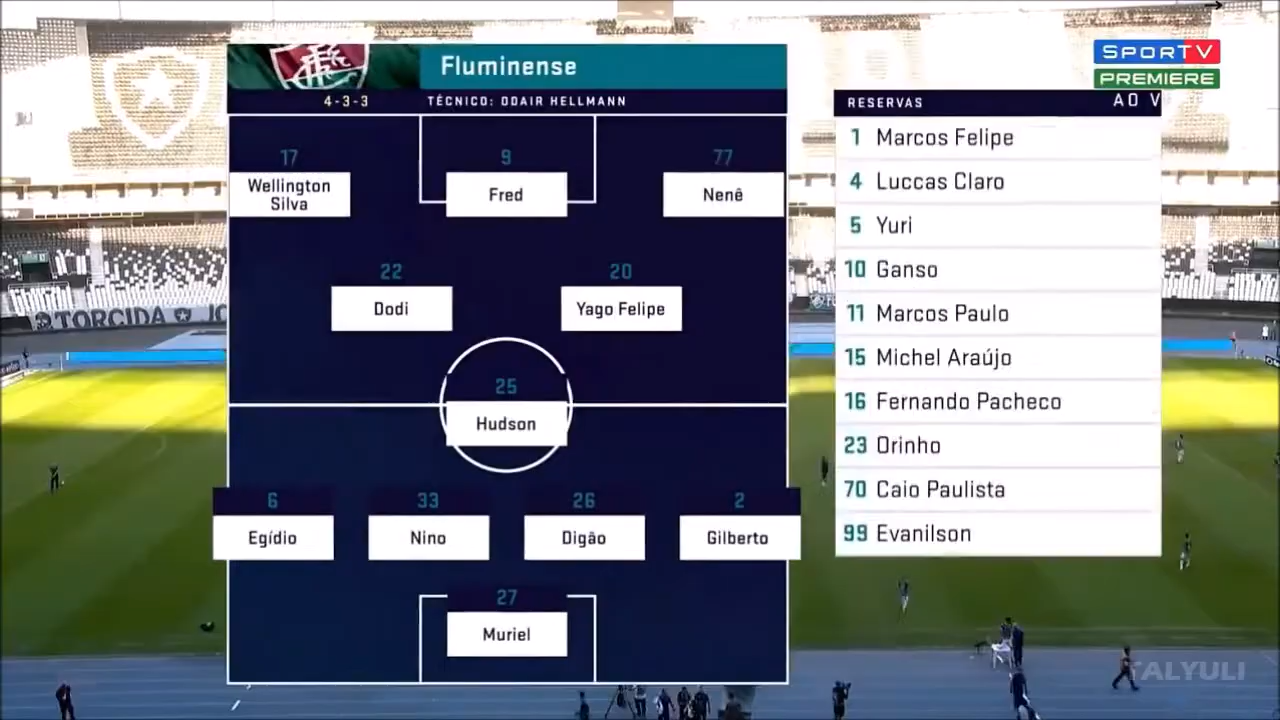 SPORTV
PREMIERE
AO V
Fluminense
4-3-3
TÉCNICO: ODAIR HELLMANN
17
Wellington
Silva
9
Fred
77
Nenê
22
Dodi
20
Yago Felipe
25
Hudson
6
Egídio
33
Nino
26
Digão
2
Gilberto
27
Muriel
RESERVAS
1 Marcos Felipe
4 Luccas Claro
5 Yuri
10 Ganso
11 Marcos Paulo
15 Michel Araújo
16 Fernando Pacheco
23 Orinho
70 Caio Paulista
99 Evanilson
TORCIDA JO
TALYULI